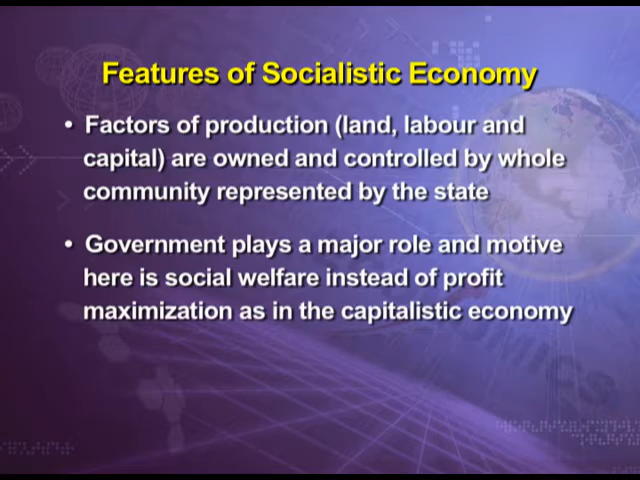 Features of Socialistic Economy
• Factors of production (land, labour and
capital) are owned and controlled by whole
community represented by the state
• Government plays a major role and motive
here is social welfare instead of profit
maximization as in the capitalistic economy